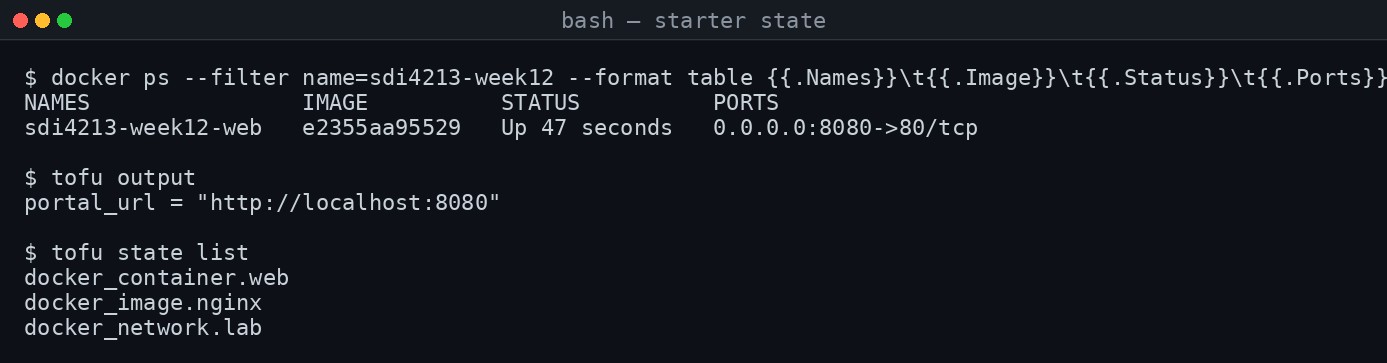 bash — starter state
$ docker ps --filter name=sdi4213-week12 --format table {{.Names}}\t{{.Image}}\t{{.Status}}\t{{.Ports}}
NAMES                IMAGE          STATUS          PORTS
sdi4213-week12-web   e2355aa95529   Up 47 seconds   0.0.0.0:8080->80/tcp
$ tofu output
portal_url = "http://localhost:8080"
$ tofu state list
docker_container.web
docker_image.nginx
docker_network.lab